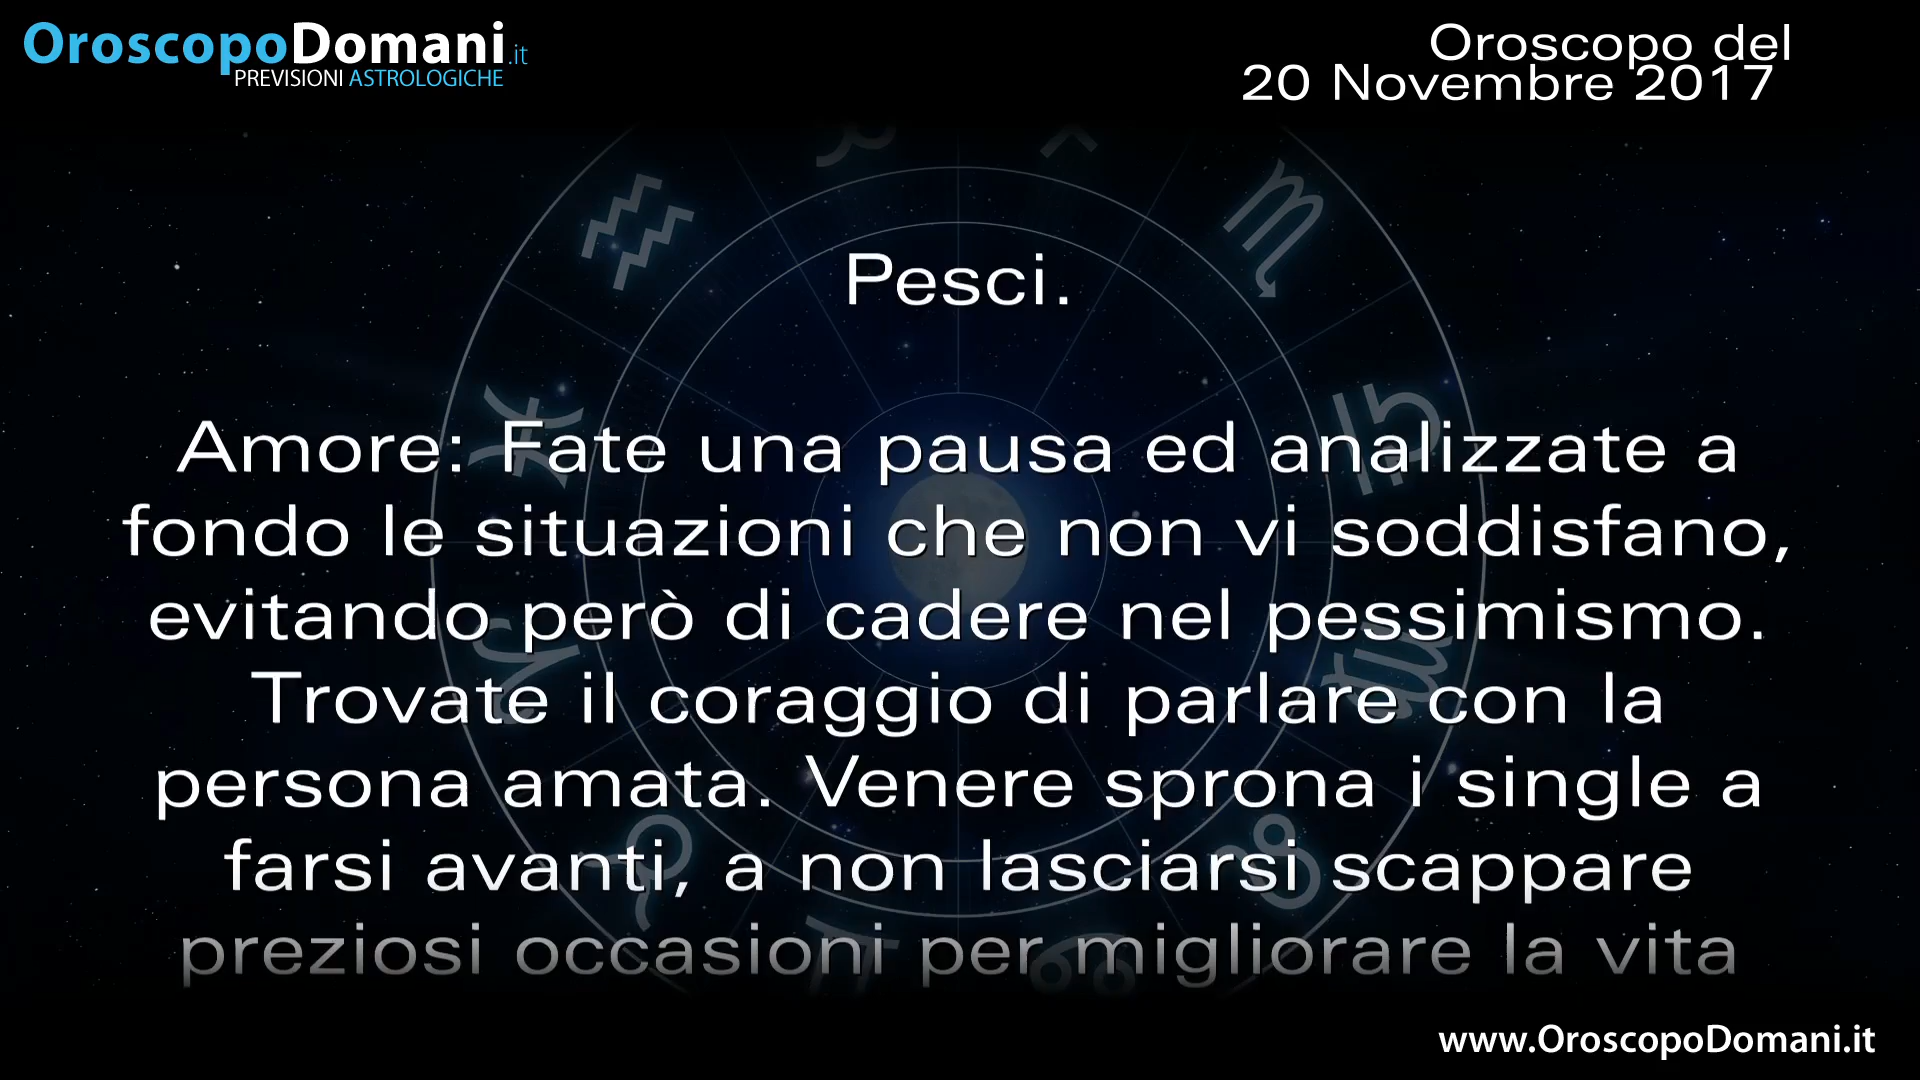 OroscopoDomani.it
PREVISIONI ASTROLOGICHE
Oroscopo del
20 Novembre 2017
Pesci.
Amore: Fate una pausa ed analizzate a
fondo le situazioni che non vi soddisfano,
evitando però di cadere nel pessimismo.
Trovate il coraggio di parlare con la
persona amata. Venere sprona i single a
farsi avanti, a non lasciarsi scappare
preziosi occasioni per migliorare la vita
www.OroscopoDomani.it